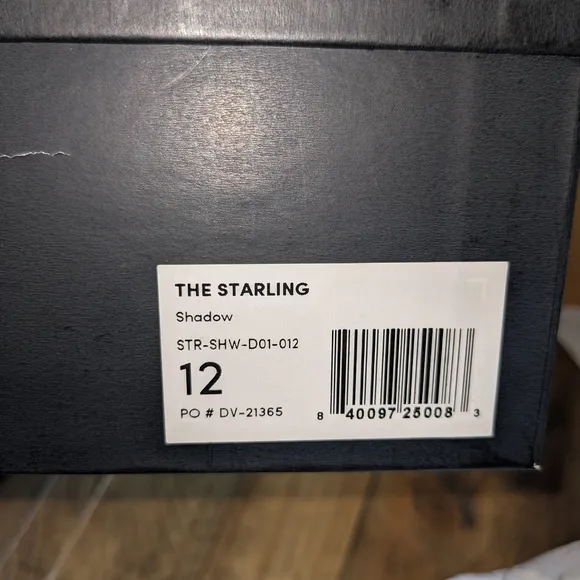 THE STARLING
Shadow
STR-SHW-D01-012
12
PO # DV-21365
8 40097 25008 3